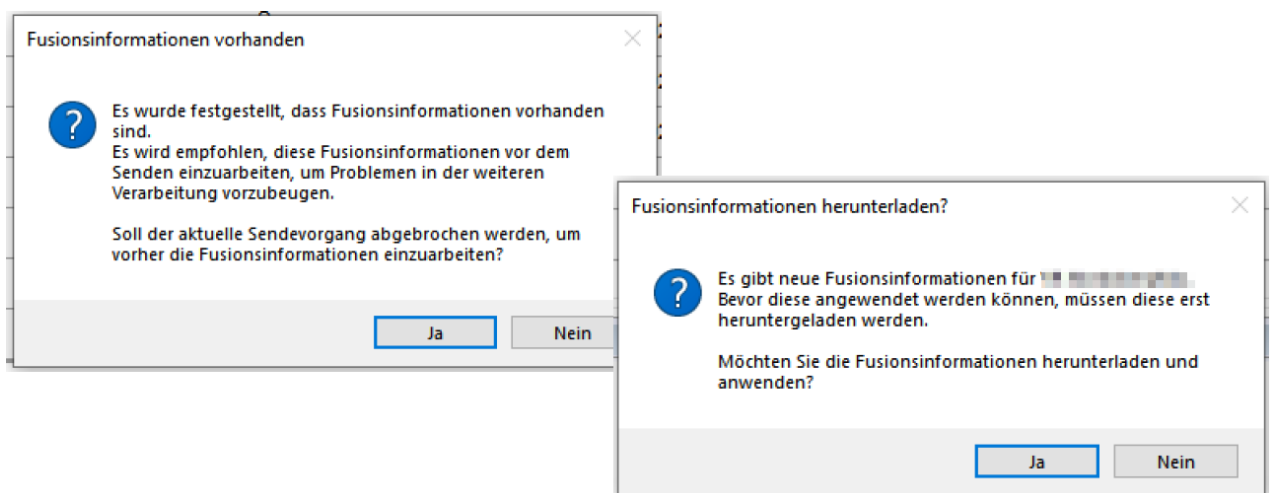 Fusionsinformationen vorhanden
Es wurde festgestellt, dass Fusionsinformationen vorhanden
sind.
Es wird empfohlen, diese Fusionsinformationen vor dem
Senden einzuarbeiten, um Problemen in der weiteren
Verarbeitung vorzubeugen.
Soll der aktuelle Sendevorgang abgebrochen werden, um
vorher die Fusionsinformationen einzuarbeiten?
Ja
Nein
Fusionsinformationen herunterladen?
Es gibt neue Fusionsinformationen für
Bevor diese angewendet werden können, müssen diese erst
heruntergeladen werden.
Möchten Sie die Fusionsinformationen herunterladen und
anwenden?
Ja
Nein